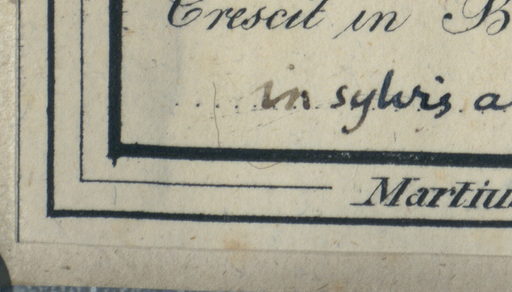 Crescit in B
in sylvis a
Martiu